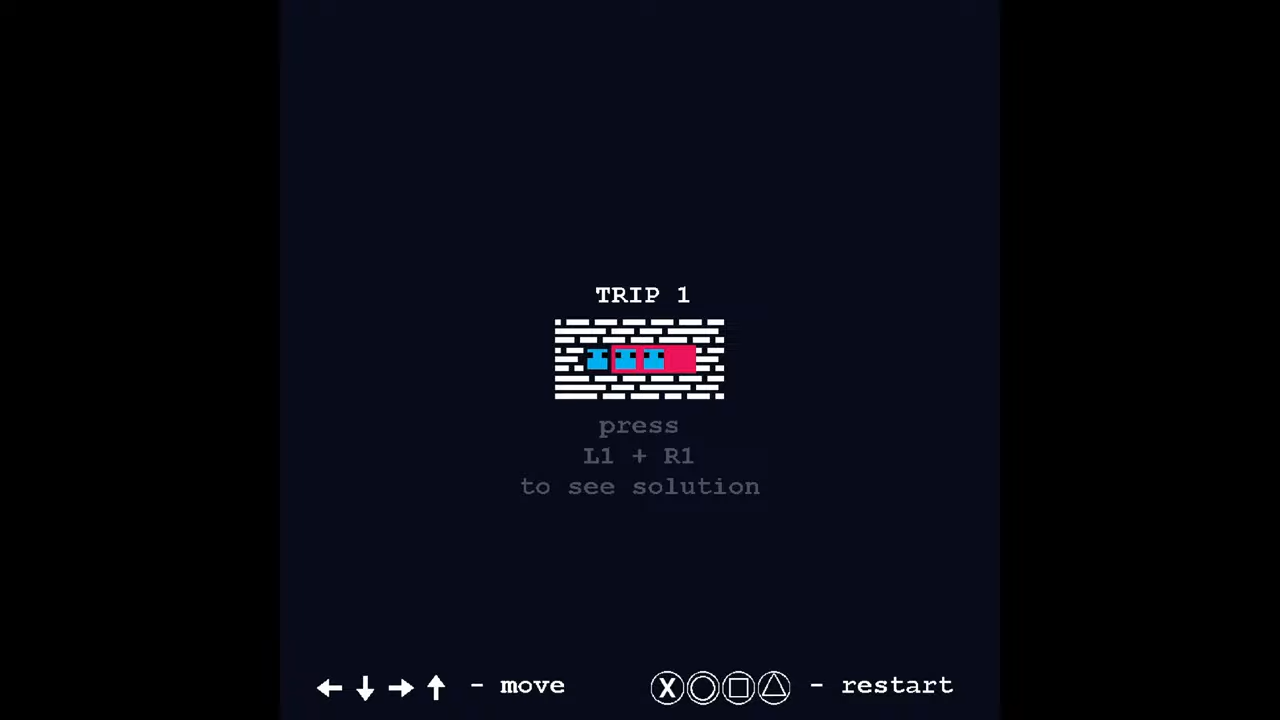 TRIP 1
press
L1 + R1
to see solution
← ↓ → ↑ - move
X○□△ - restart